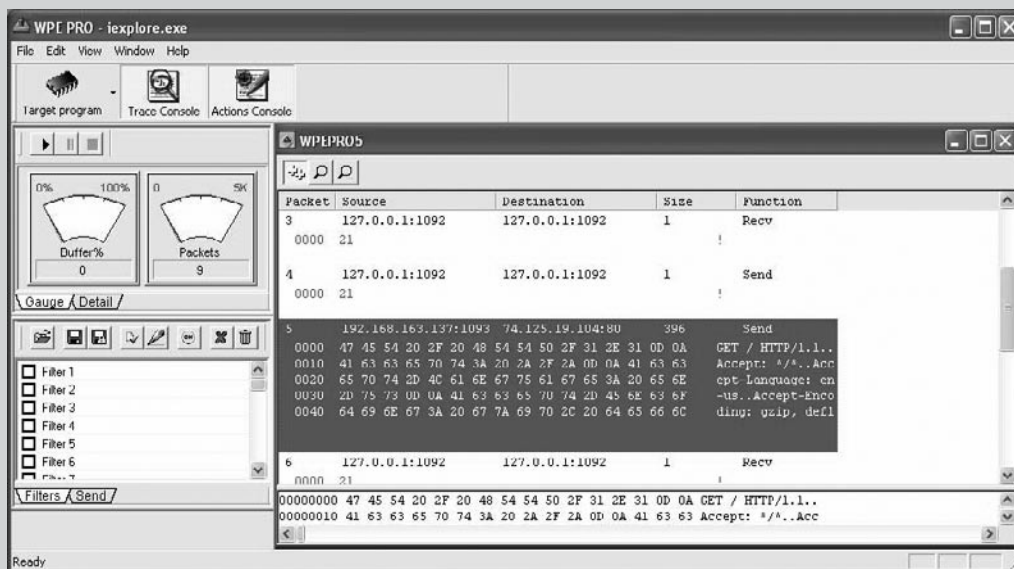 WPE PRO - iexplore.exe
File Edit View Window Help
Target program Trace Console Actions Console
WPEPRO5
0% 100% 0 5K
Buffer% Packets
0 9
Gauge Detail
Packet Source Destination Size Function
3 127.0.0.1:1092 127.0.0.1:1092 1 Recv
0000 21 !
4 127.0.0.1:1092 127.0.0.1:1092 1 Send
0000 21 !
5 192.168.163.137:1093 74.125.19.104:80 396 Send
0000 47 45 54 20 2F 20 48 54 54 50 2F 31 2E 31 0D 0A GET / HTTP/1.1..
0010 41 63 63 65 70 74 3A 20 2A 2F 2A 0D 0A 41 63 63 Accept: */*..Acc
0020 65 70 74 2D 4C 61 6E 67 75 61 67 65 3A 20 65 6E ept-Language: en
0030 2D 75 73 0D 0A 41 63 63 65 70 74 2D 45 6E 63 6F -us..Accept-Enco
0040 64 69 6E 67 3A 20 67 7A 69 70 2C 20 64 65 66 6C ding: gzip, defl
6 127.0.0.1:1092 127.0.0.1:1092 1 Recv
0000 21 !
00000000 47 45 54 20 2F 20 48 54 54 50 2F 31 2E 31 0D 0A GET / HTTP/1.1..
00000010 41 63 63 65 70 74 3A 20 2A 2F 2A 0D 0A 41 63 63 Accept: */*..Acc
ON
Filter 1
Filter 2
Filter 3
Filter 4
Filter 5
Filter 6
Filters Send
Ready